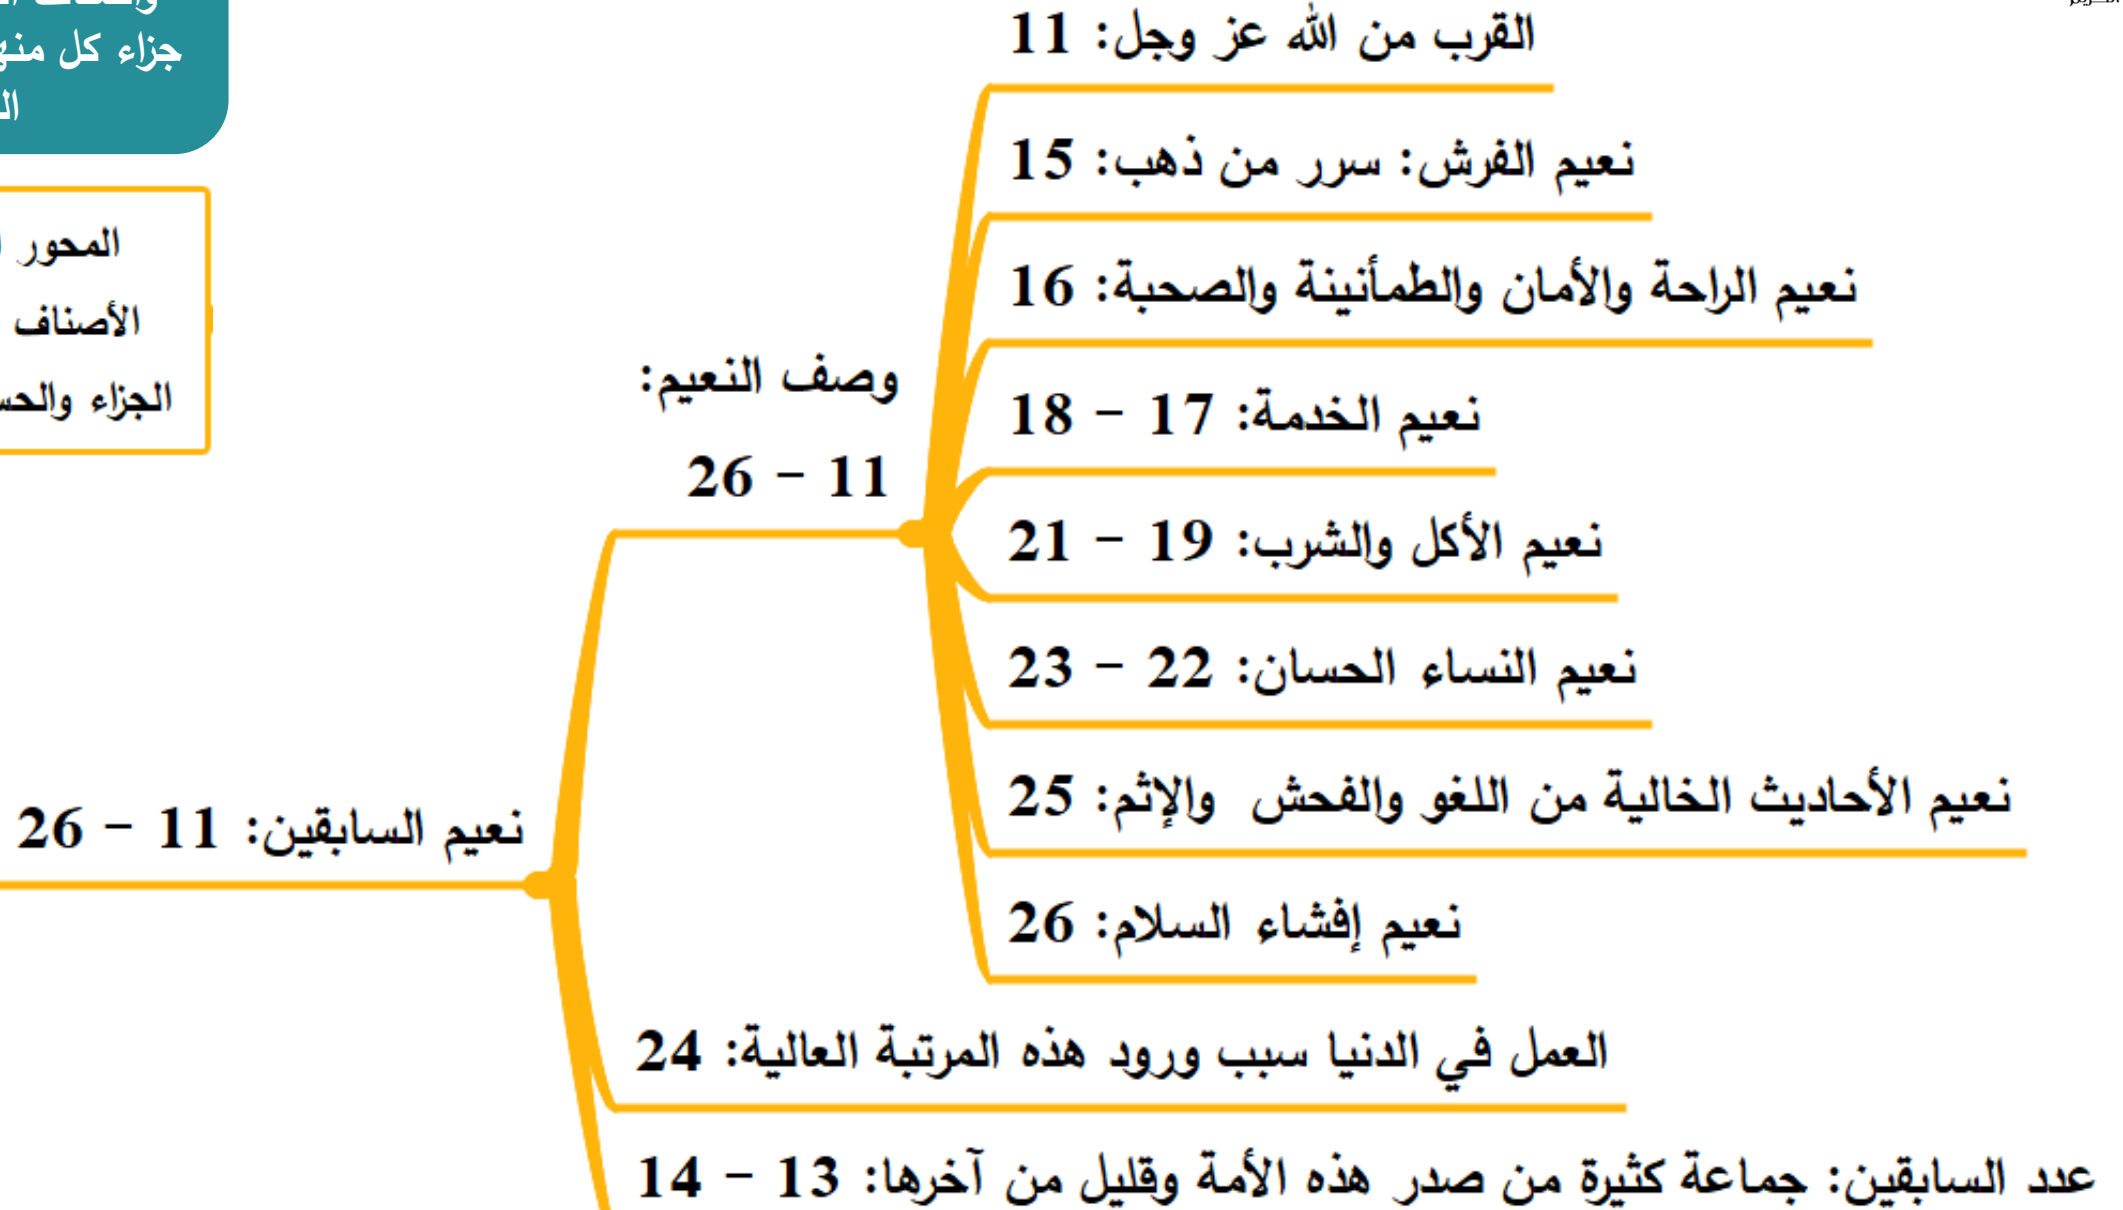 جزاء كل
المحور
الأصناف
الجزاء
القرب من الله عز وجل: 11
نعيم الفرش: سرر من ذهب: 15
نعيم الراحة والأمان والطمأنينة والصحبة: 16
نعيم الخدمة: 17 - 18
نعيم الأكل والشرب: 19 - 21
نعيم النساء الحسان: 22 - 23
نعيم الأحاديث الخالية من اللغو والفحش والإثم: 25
نعيم إفشاء السلام: 26
وصف النعيم:
11 - 26
نعيم السابقين: 11 - 26
العمل في الدنيا سبب ورود هذه المرتبة العالية: 24
عدد السابقين: جماعة كثيرة من صدر هذه الأمة وقليل من آخرها: 13 - 14